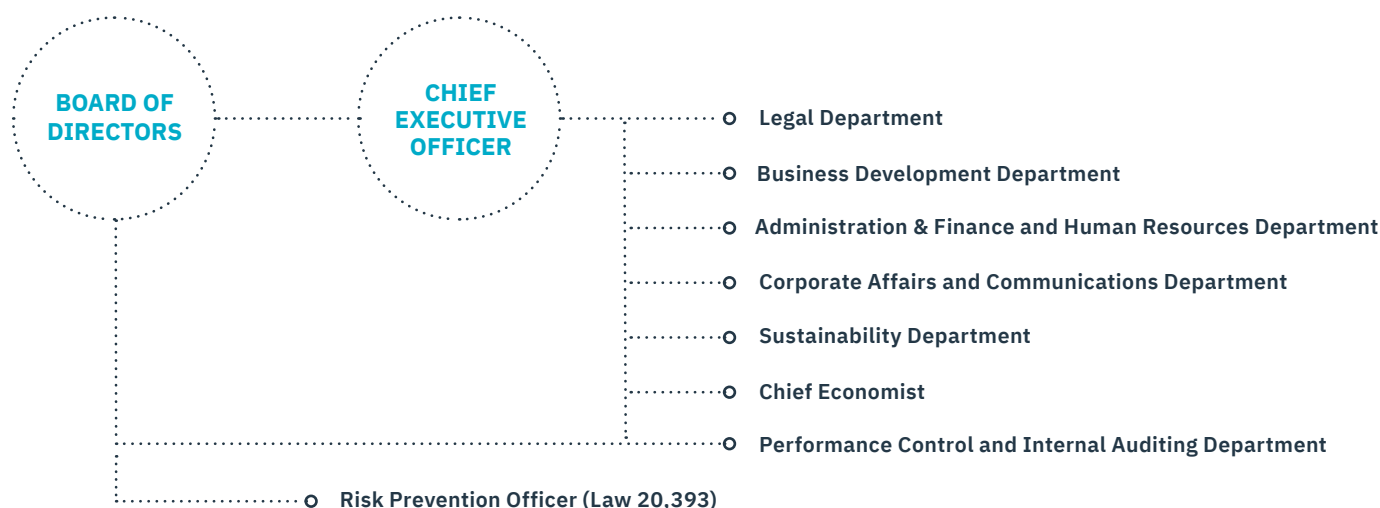 BOARD OF
DIRECTORS
CHIEF
EXECUTIVE
OFFICER
Legal Department
Business Development Department
Administration & Finance and Human Resources Department
Corporate Affairs and Communications Department
Sustainability Department
Chief Economist
Performance Control and Internal Auditing Department
Risk Prevention Officer (Law 20,393)